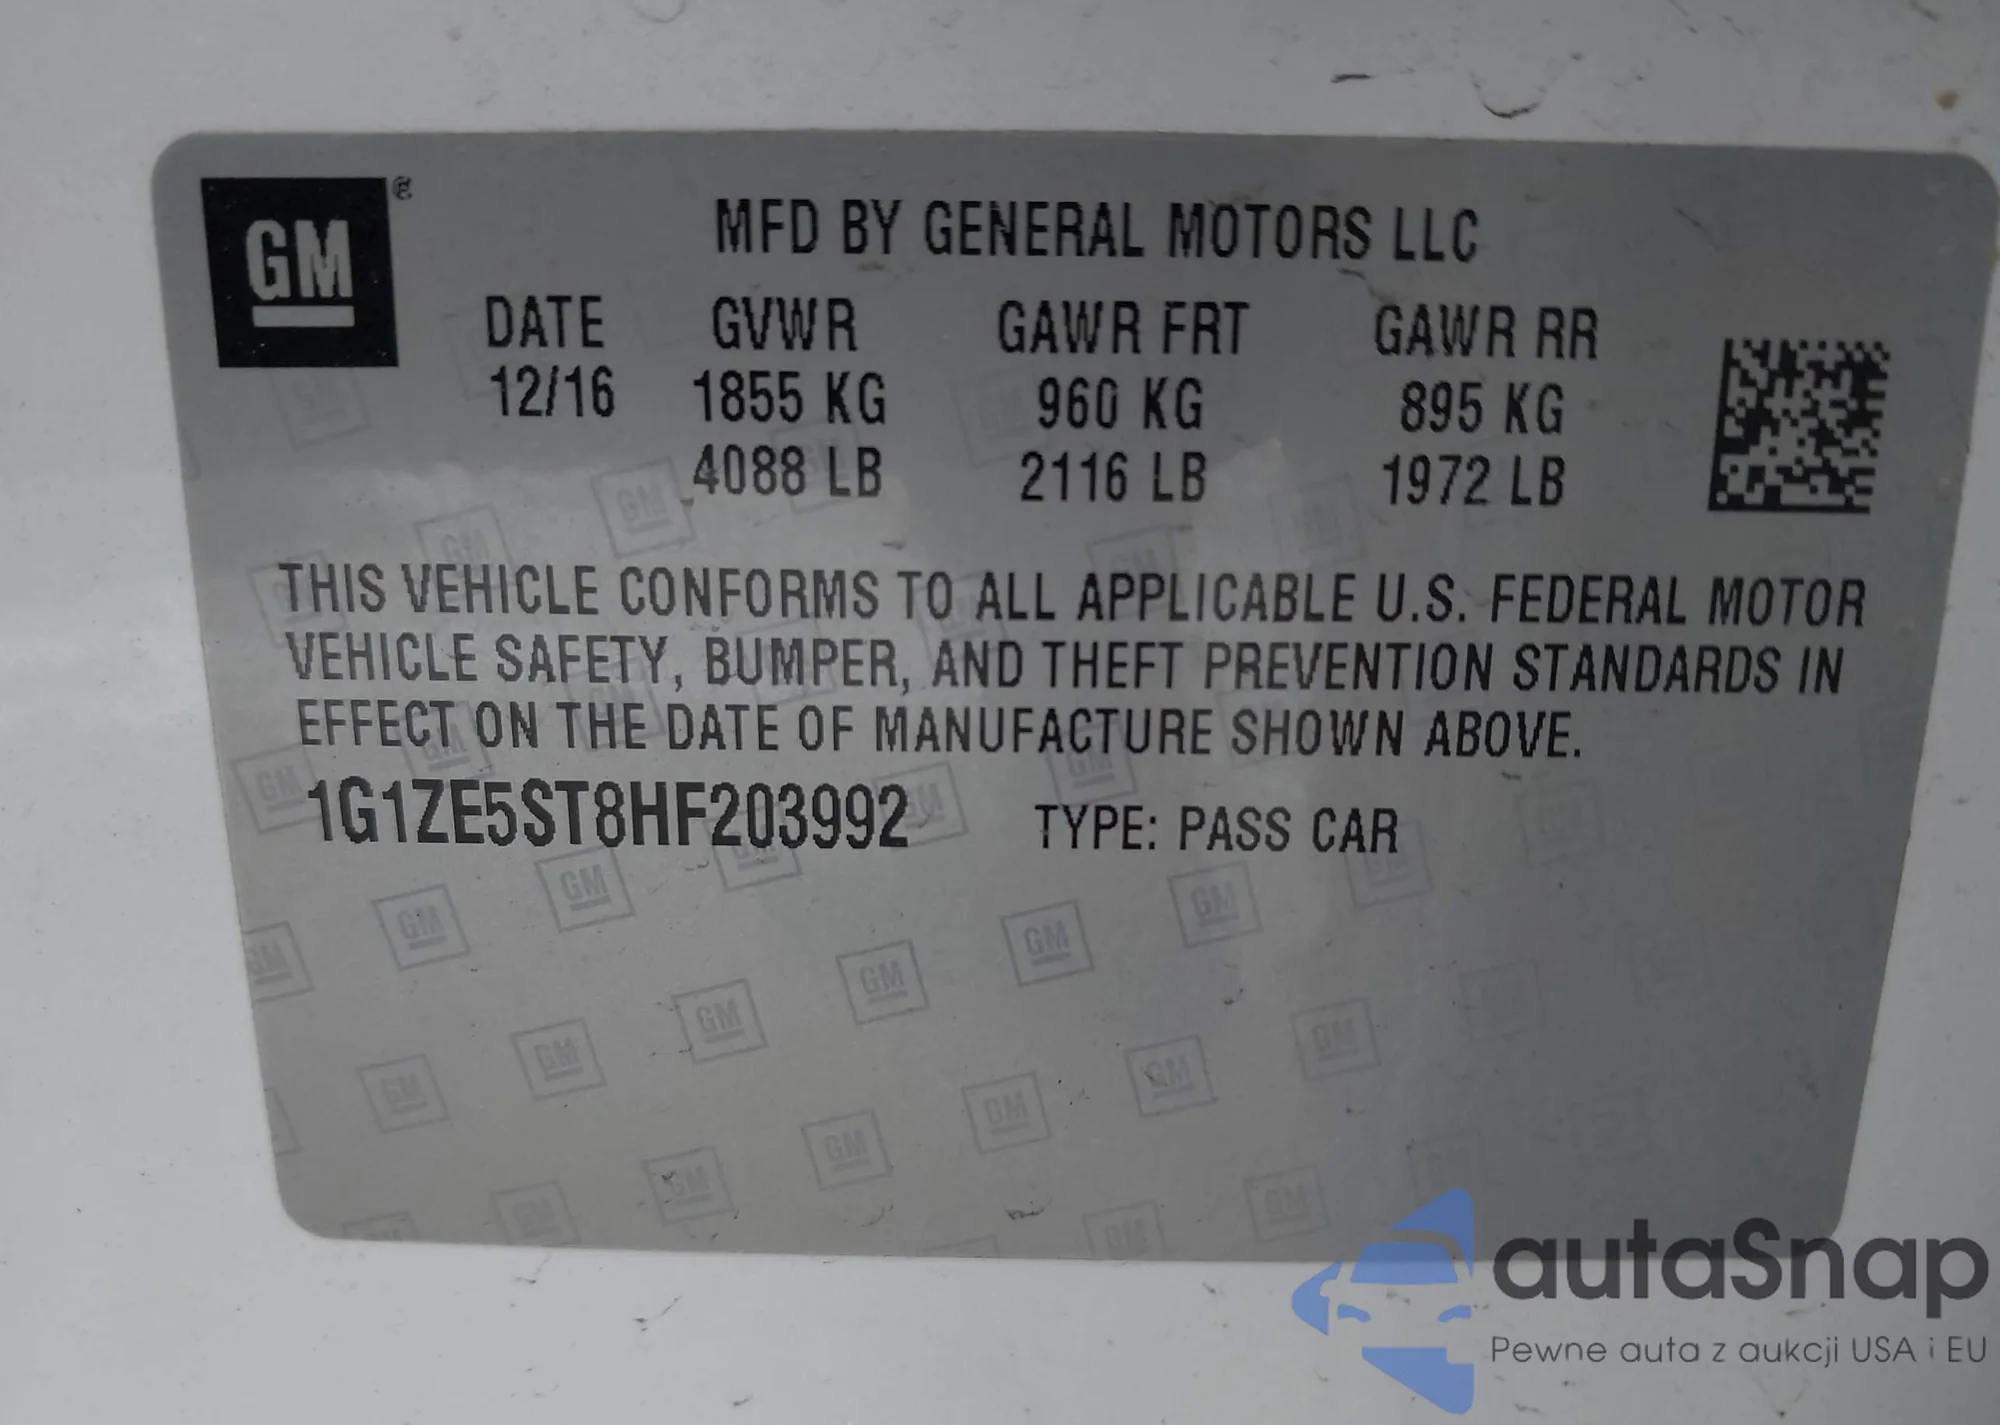 GM®
MFD BY GENERAL MOTORS LLC
DATE GVWR GAWR FRT GAWR RR
12/16 1855 KG 960 KG 895 KG
4088 LB 2116 LB 1972 LB
THIS VEHICLE CONFORMS TO ALL APPLICABLE U.S. FEDERAL MOTOR
VEHICLE SAFETY, BUMPER, AND THEFT PREVENTION STANDARDS IN
EFFECT ON THE DATE OF MANUFACTURE SHOWN ABOVE.
1G1ZE5ST8HF203992 TYPE: PASS CAR
autaSnap
Pewne auta z aukcji USA i EU